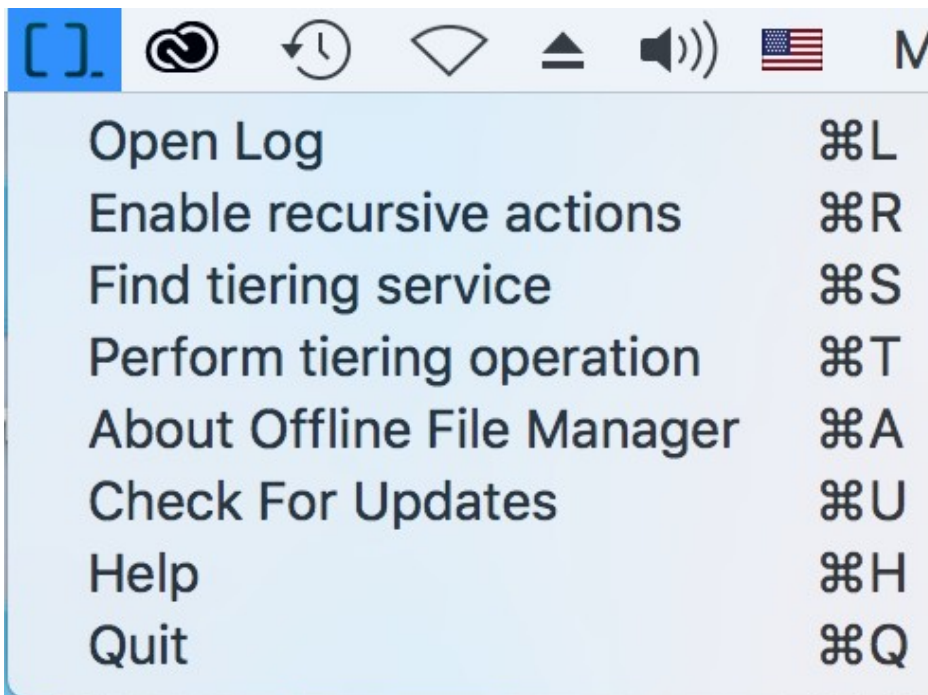 M
Open Log ⌘L
Enable recursive actions ⌘R
Find tiering service ⌘S
Perform tiering operation ⌘T
About Offline File Manager ⌘A
Check For Updates ⌘U
Help ⌘H
Quit ⌘Q